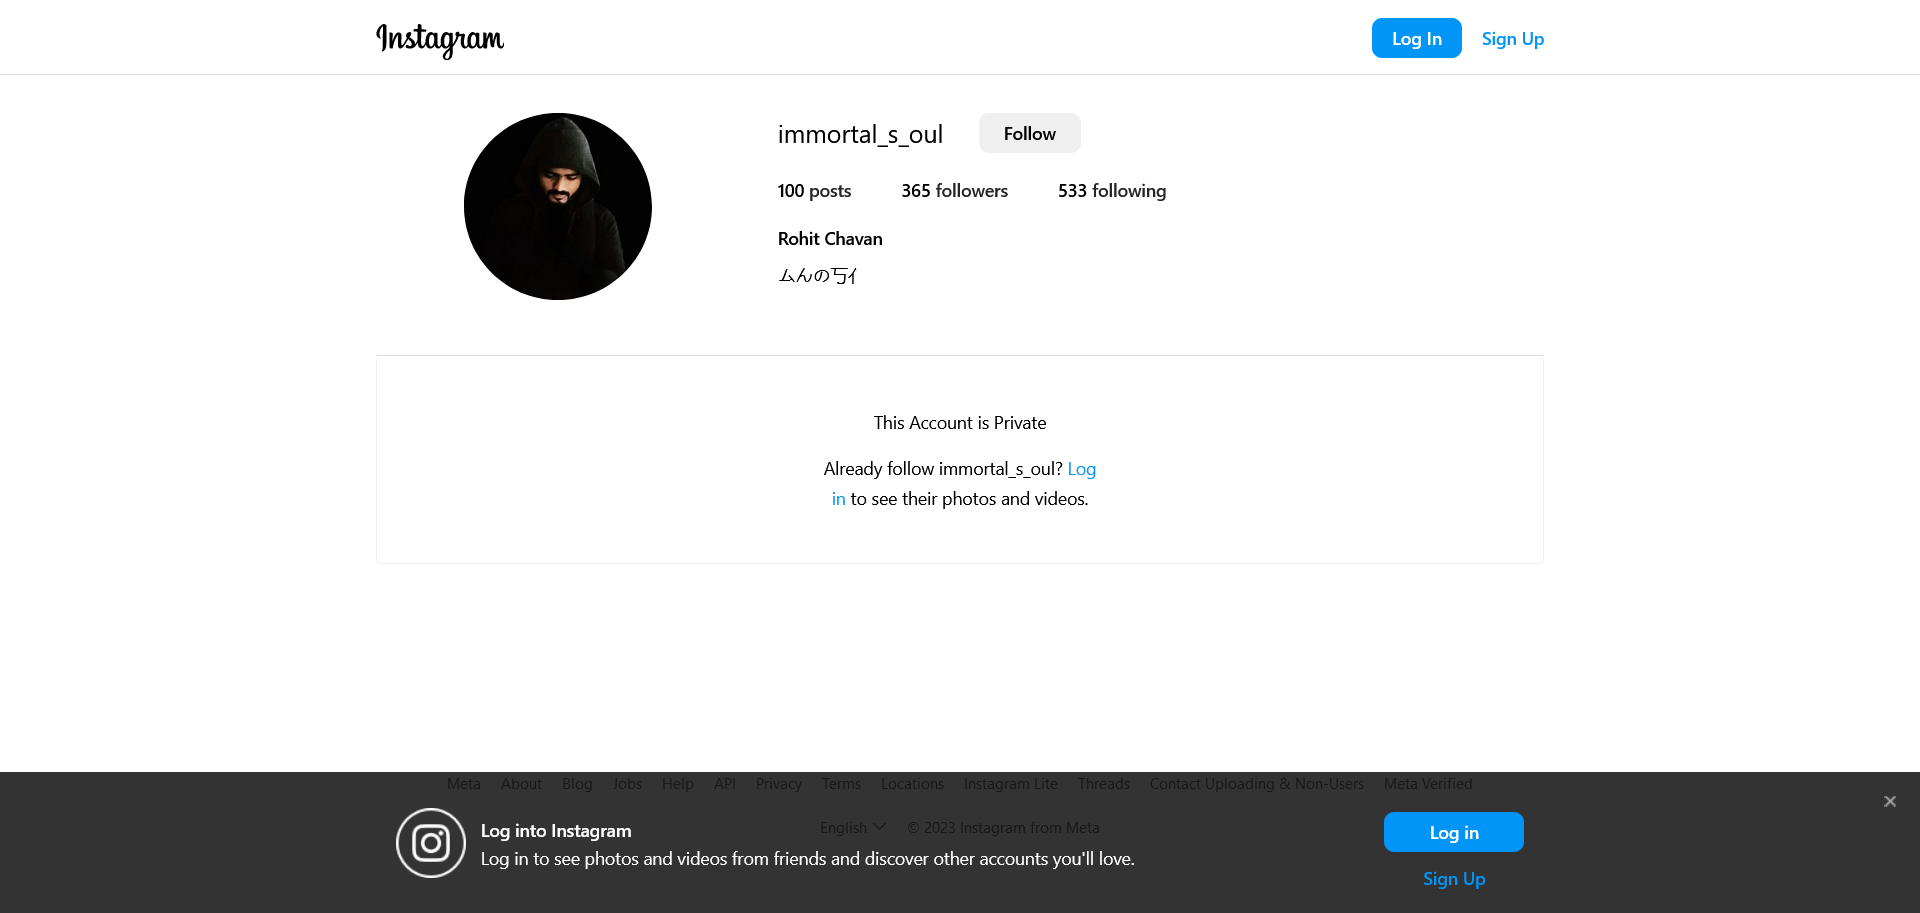 Instagram
Log In
Sign Up
immortal_s_oul
Follow
100 posts
365 followers
533 following
Rohit Chavan
ムんの丂ｲ
This Account is Private
Already follow immortal_s_oul? Log
in to see their photos and videos.
Meta
About
Blog
Jobs
Help
API
Privacy
Terms
Locations
Instagram Lite
Threads
Contact Uploading & Non-Users
Meta Verified
English
© 2023 Instagram from Meta
Log into Instagram
Log in to see photos and videos from friends and discover other accounts you'll love.
Log in
Sign Up